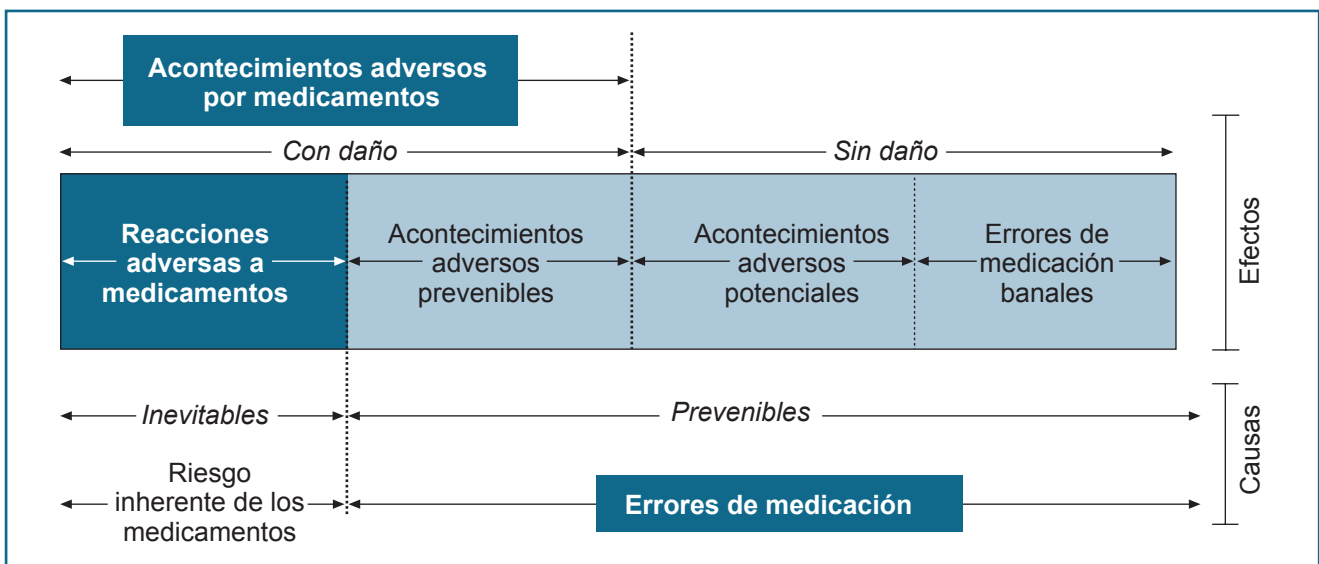 Acontecimientos adversos
por medicamentos
Con daño
Sin daño
Reacciones
adversas a
medicamentos
Acontecimientos
adversos
prevenibles
Acontecimientos
adversos
potenciales
Errores de
medicación
banales
Efectos
Inevitables
Prevenibles
Riesgo
inherente de los
medicamentos
Errores de medicación
Causas